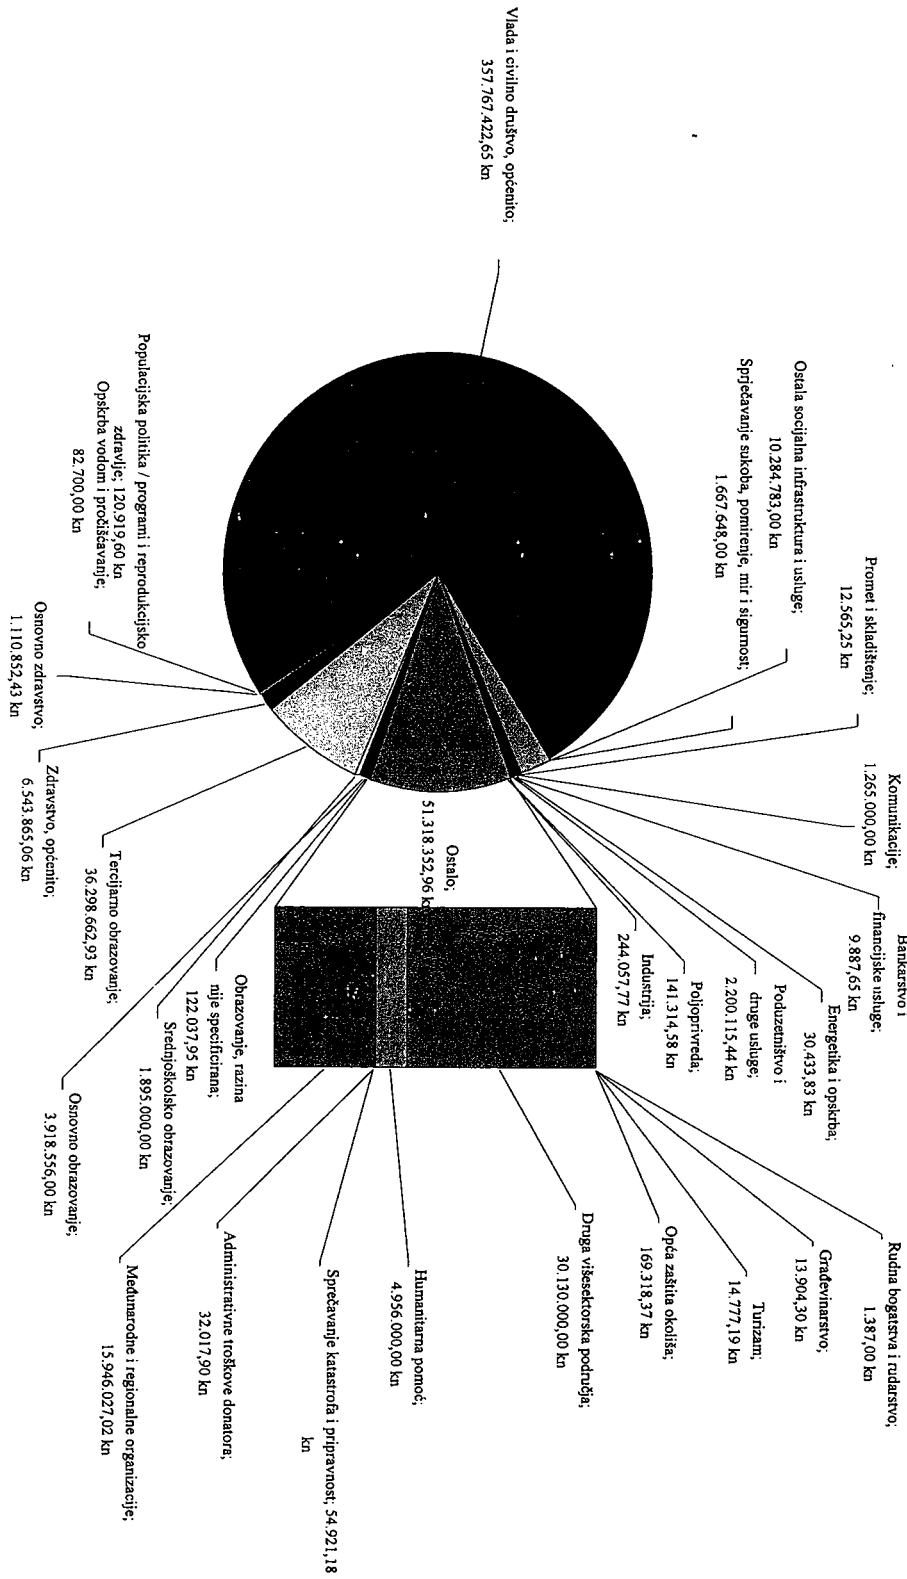 Vlada i civilno društvo, općenito;
357.767.422,65 kn
Ostala socijalna infrastruktura i usluge;
10.284.783,00 kn
Sprječavanje sukoba, pomirenje, mir i sigurnost;
1.667.648,00 kn
Promet i skladištenje;
12.565,25 kn
Komunikacije;
1.265.000,00 kn
Bankarstvo i
financijske usluge;
9.887,65 kn
Energetika i opskrba;
30.433,83 kn
Poduzetništvo i
druge usluge;
2.200.115,44 kn
Poljoprivreda;
141.314,58 kn
Industrija;
244.057,77 kn
Rudna bogatstva i rudarstvo;
1.387,00 kn
Građevinarstvo;
13.904,30 kn
Turizam;
14.777,19 kn
Opća zaštita okoliša;
169.318,37 kn
Druga višesektorska područja;
30.130.000,00 kn
Humanitarna pomoć;
4.956.000,00 kn
Sprečavanje katastrofa i pripravnost; 54.921,18
kn
Administrativne troškove donatora;
32.017,90 kn
Međunarodne i regionalne organizacije;
15.946.027,02 kn
Ostalo;
51.318.352,96 kn
Obrazovanje, razina
nije specificirana;
122.037,95 kn
Srednjoškolsko obrazovanje;
1.895.000,00 kn
Osnovno obrazovanje;
3.918.556,00 kn
Tercijarno obrazovanje;
36.298.662,93 kn
Zdravstvo, općenito;
6.543.865,06 kn
Osnovno zdravstvo;
1.110.852,43 kn
Populacijska politika / programi i reprodukcijsko
zdravlje; 120.919,60 kn
Opskrba vodom i pročišćavanje;
82.700,00 kn